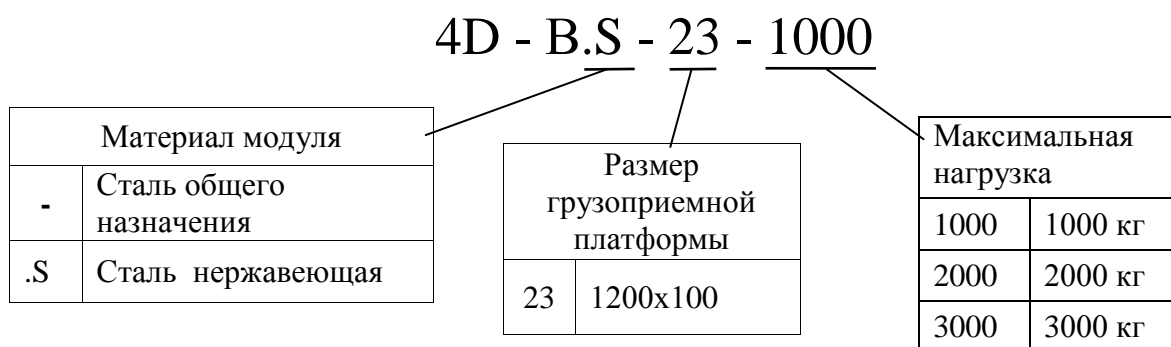 4D - B.S - 23 - 1000
Материал модуля
- Сталь общего
назначения
.S Сталь нержавеющая
Размер
грузоприемной
платформы
23 1200х100
Максимальная
нагрузка
1000 1000 кг
2000 2000 кг
3000 3000 кг